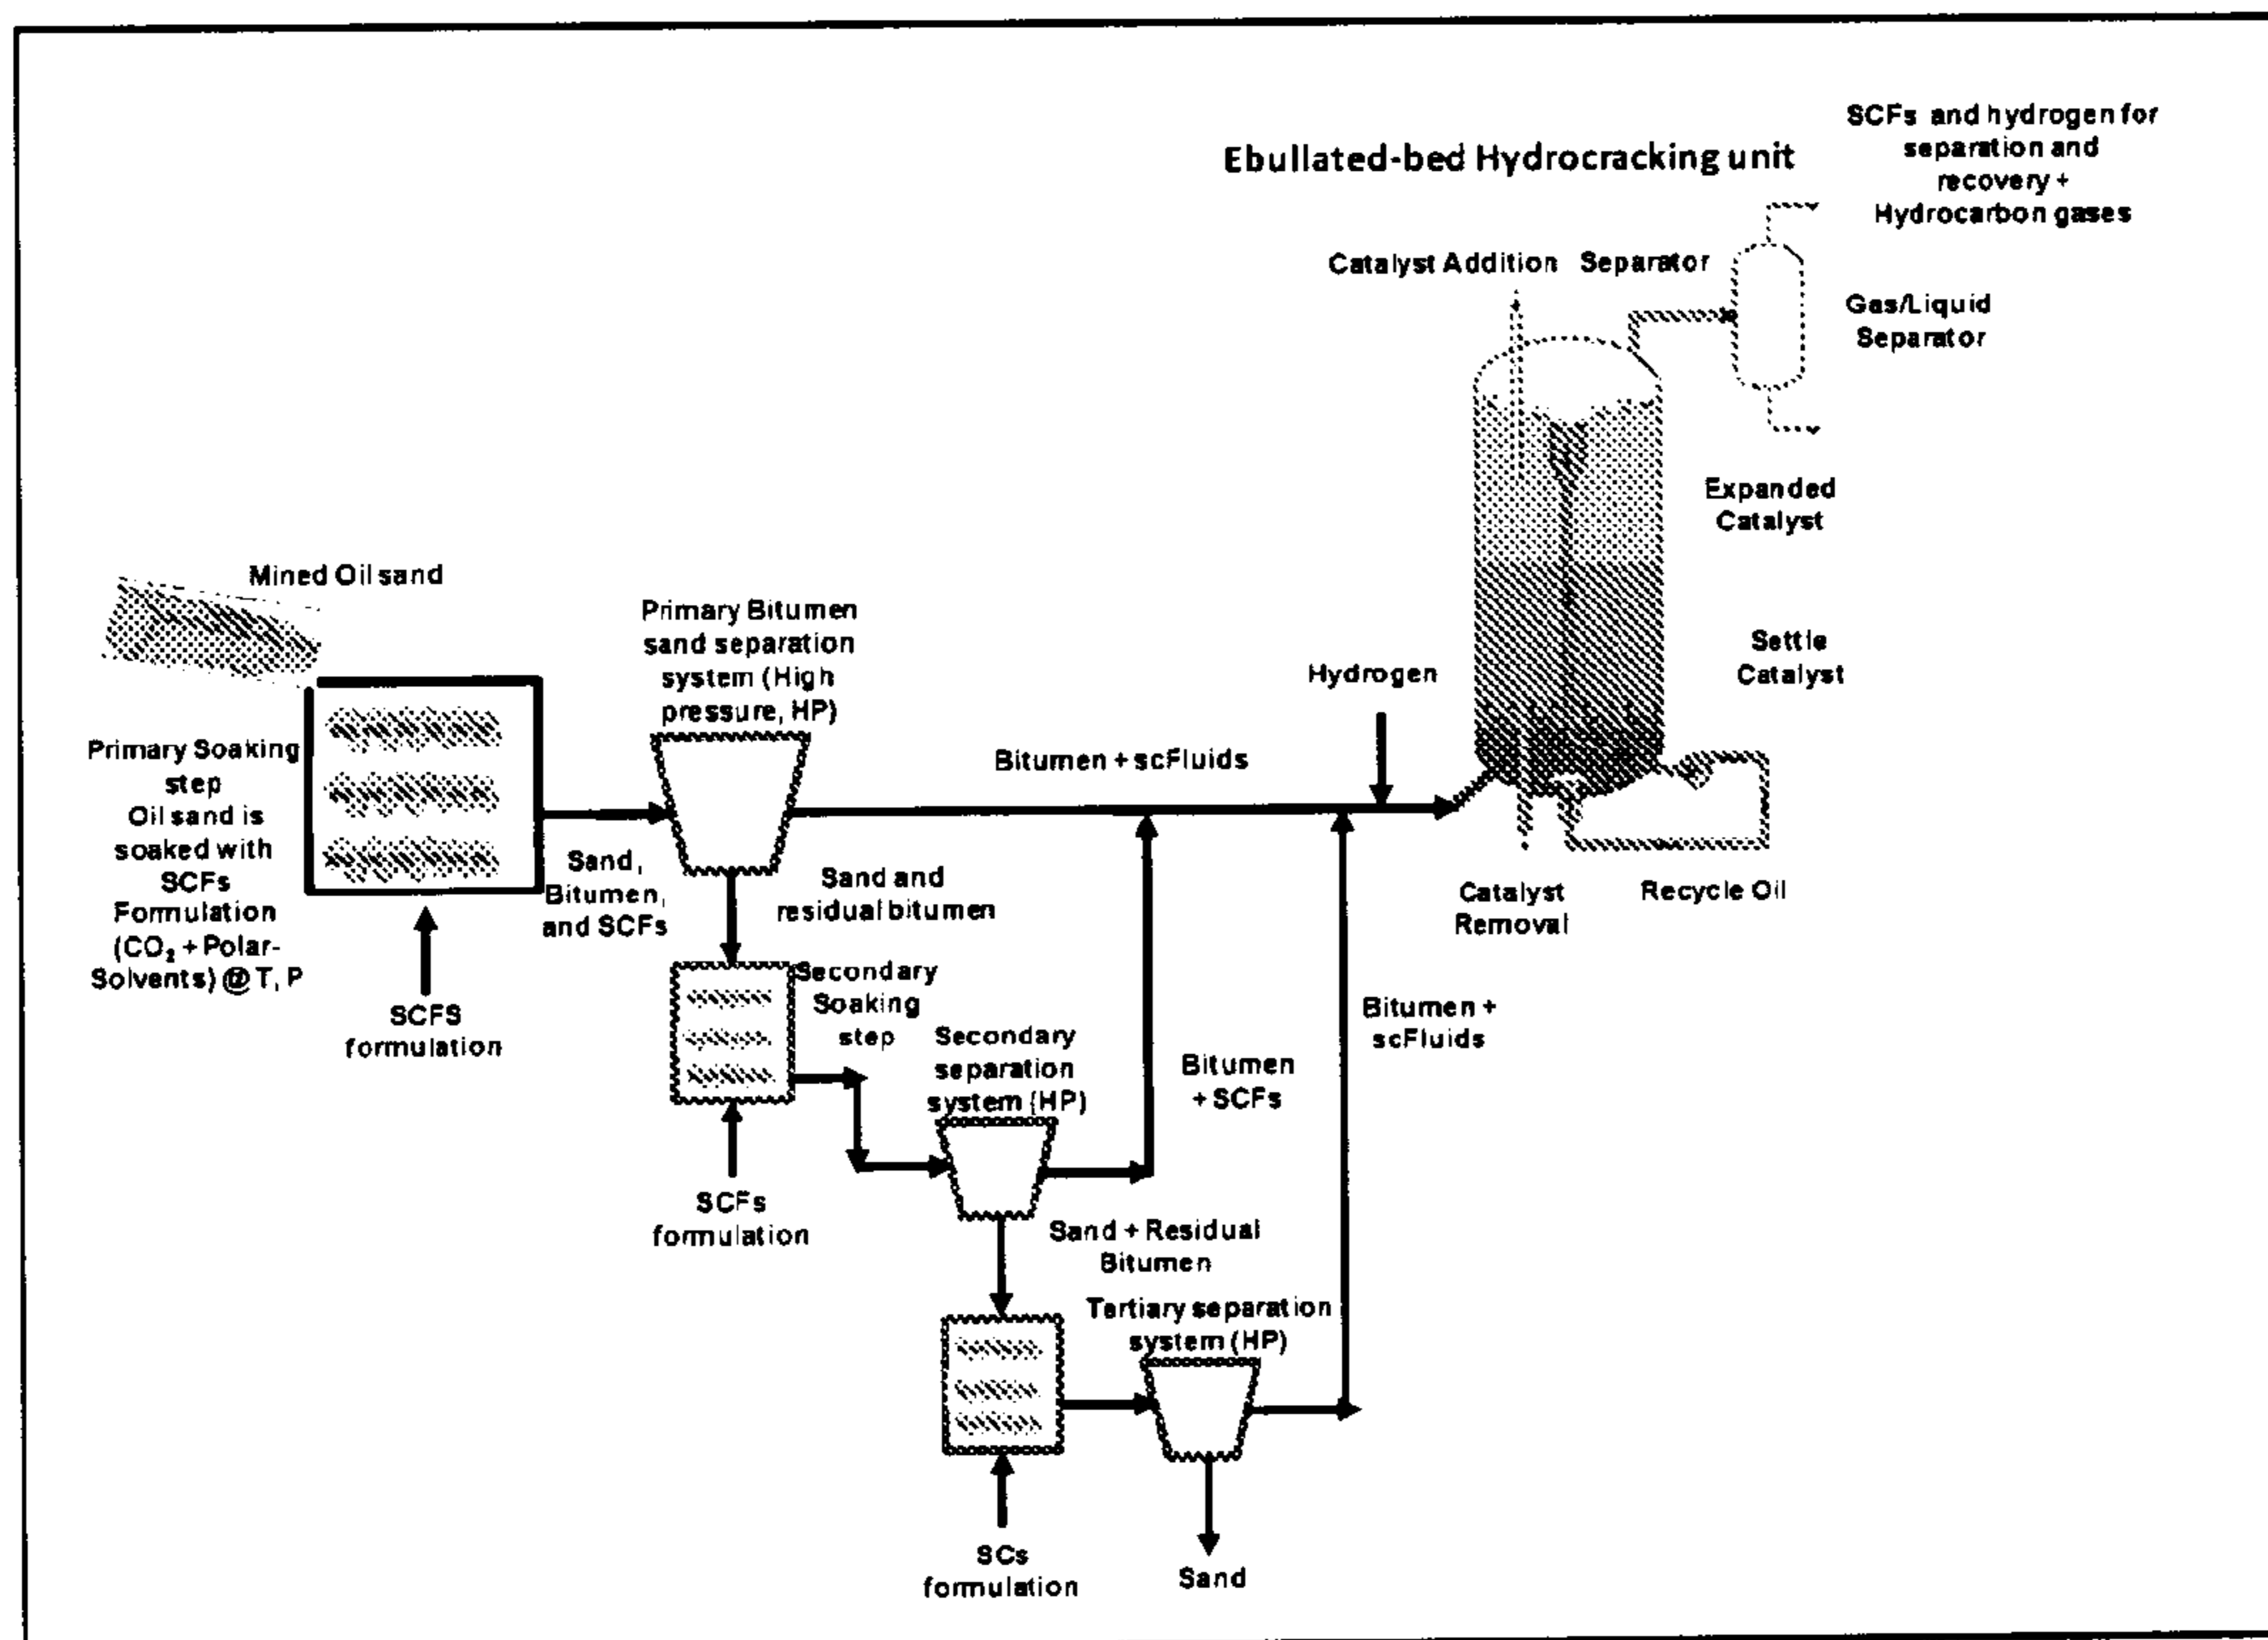 SCFs and hydrogen for
separation and
recovery +
Hydrocarbon gases
Ebullated-bed Hydrocracking unit
Catalyst Addition
Separator
Gas/Liquid
Separator
Expanded
Catalyst
Settle
Catalyst
Mined Oil sand
Primary Bitumen
sand separation
system (High
pressure, HP)
Hydrogen
Primary Soaking
step
Oil sand is
soaked with
SCFs
Formulation
(CO₂ + Polar-
Solvents) @ T, P
Bitumen + scFluids
Sand,
Bitumen,
and SCFs
Sand and
residual bitumen
Catalyst
Removal
Recycle Oil
SCFS
formulation
Secondary
Soaking
step
Secondary
separation
system (HP)
Bitumen
+ SCFs
Bitumen +
scFluids
SCFs
formulation
Sand + Residual
Bitumen
Tertiary separation
system (HP)
SCs
formulation
Sand